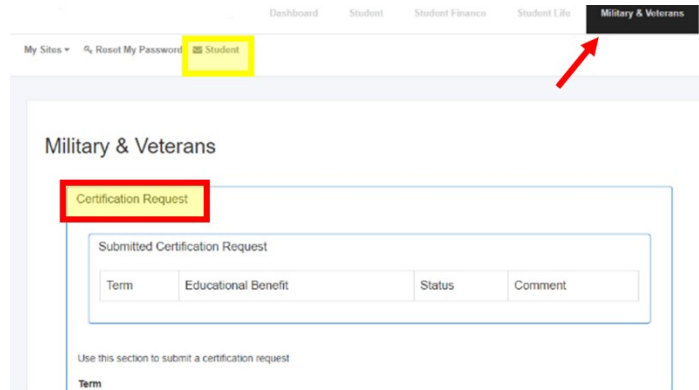 Dashboard Student Student Finance Student Life Military & Veterans
My Sites Reset My Password Student
Military & Veterans
Certification Request
Submitted Certification Request
Term Educational Benefit Status Comment
Use this section to submit a certification request
Term